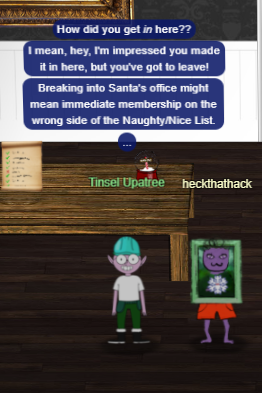 How did you get in here??
I mean, hey, I'm impressed you made
it in here, but you've got to leave!
Breaking into Santa's office might
mean immediate membership on the
wrong side of the Naughty/Nice List.
...
Tinsel Upatree
heckthathack